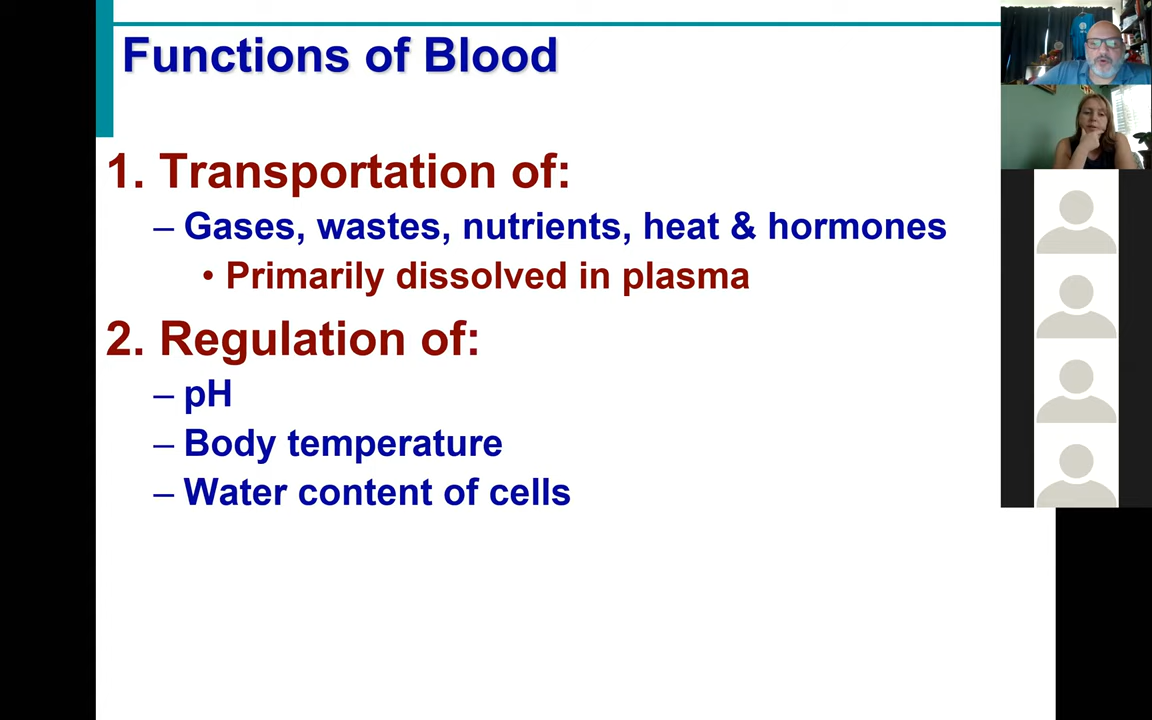 Functions of Blood
1. Transportation of:
– Gases, wastes, nutrients, heat & hormones
• Primarily dissolved in plasma
2. Regulation of:
– pH
– Body temperature
– Water content of cells